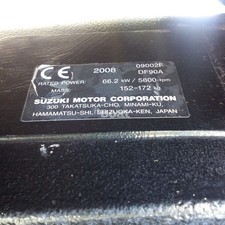 CE 2008 09002F
DF90A
RATED POWER: 66.2 kW / 5600 rpm
MASS: 152-172 kg
SUZUKI MOTOR CORPORATION
300 TAKATSUKA-CHO, MINAMI-KU,
HAMAMATSU-SHI, SHIZUOKA-KEN, JAPAN